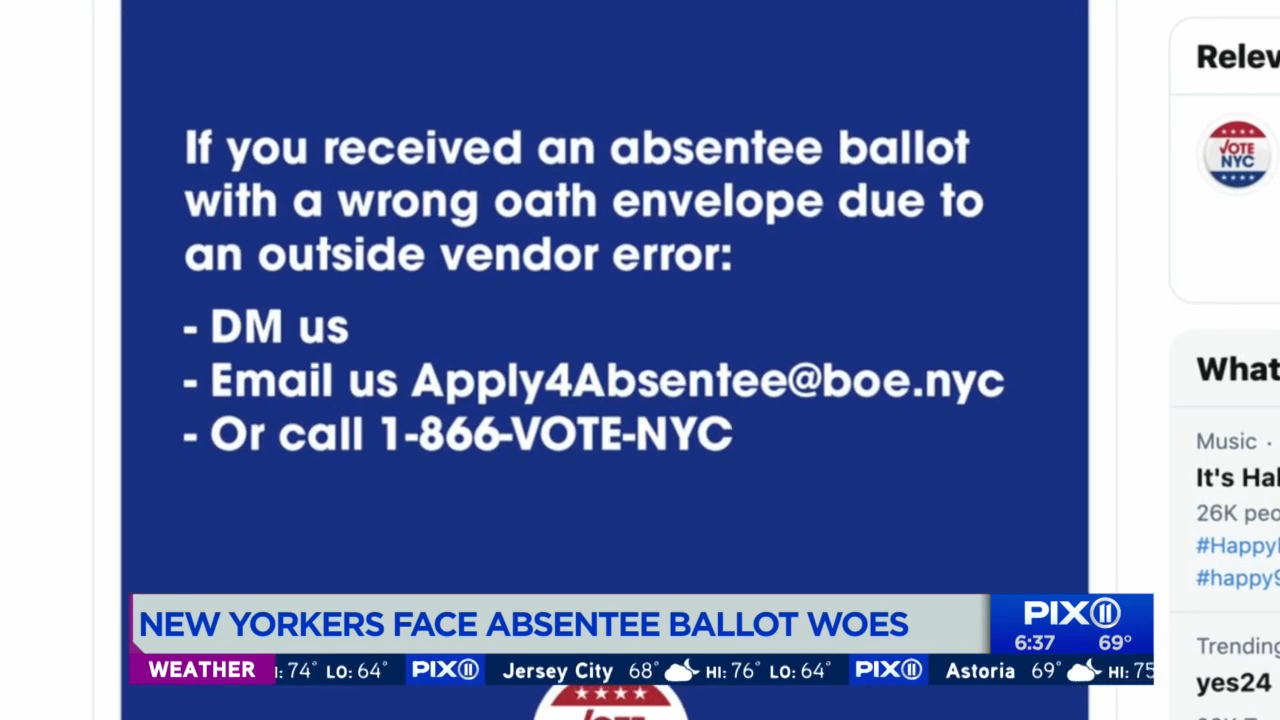 If you received an absentee ballot
with a wrong oath envelope due to
an outside vendor error:
- DM us
- Email us Apply4Absentee@boe.nyc
- Or call 1-866-VOTE-NYC
Relev
VOTE
NYC
What
Music ·
It's Hal
26K peo
#Happy
#happy9
Trending
yes24
NEW YORKERS FACE ABSENTEE BALLOT WOES
PIX11
6:37 69°
WEATHER : 74° LO: 64° PIX11 Jersey City 68° HI: 76° LO: 64° PIX11 Astoria 69° HI: 75